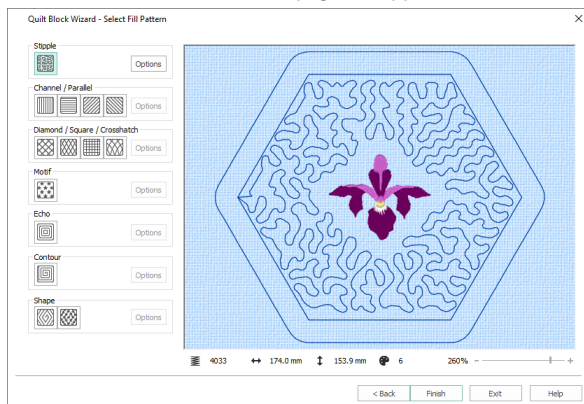 Quilt Block Wizard - Select Fill Pattern
Stipple
Options
Channel / Parallel
Options
Diamond / Square / Crosshatch
Options
Motif
Options
Echo
Options
Contour
Options
Shape
Options
4033 174.0 mm 153.9 mm 6 260% - +
< Back Finish Exit Help